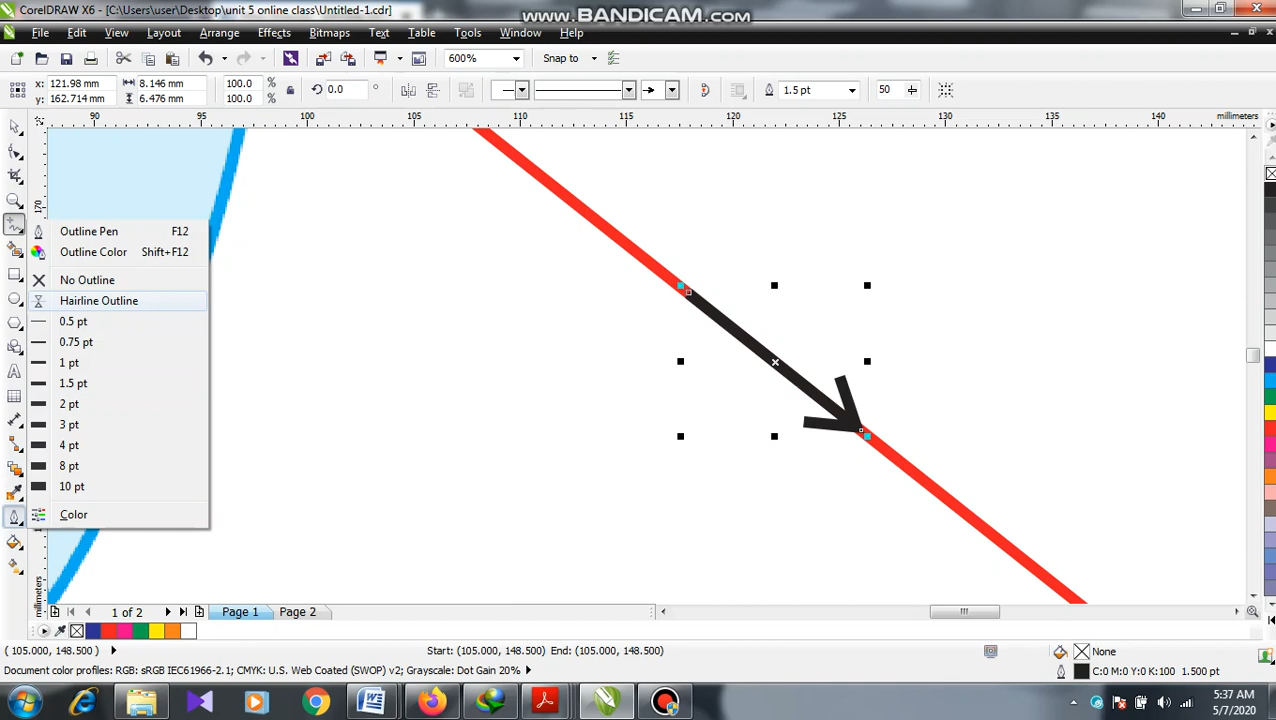 CorelDRAW X6 - [C:\Users\user\Desktop\unit 5 online class\Untitled-1.cdr]
www.BANDICAM.com
File Edit View Layout Arrange Effects Bitmaps Text Table Tools Window Help
600% Snap to
x: 121.98 mm 8.146 mm 100.0 % 0.0 ° 1.5 pt 50
y: 162.714 mm 6.476 mm 100.0 %
90 95 100 105 110 115 120 125 130 135 140 millimeters
170
Outline Pen F12
Outline Color Shift+F12
No Outline
Hairline Outline
0.5 pt
0.75 pt
1 pt
1.5 pt
2 pt
3 pt
4 pt
8 pt
10 pt
Color
millimeters
1 of 2 Page 1 Page 2
( 105.000, 148.500 ) Start: (105.000, 148.500) End: (105.000, 148.500) None
Document color profiles: RGB: sRGB IEC61966-2.1; CMYK: U.S. Web Coated (SWOP) v2; Grayscale: Dot Gain 20% C:0 M:0 Y:0 K:100 1.500 pt
5:37 AM
5/7/2020